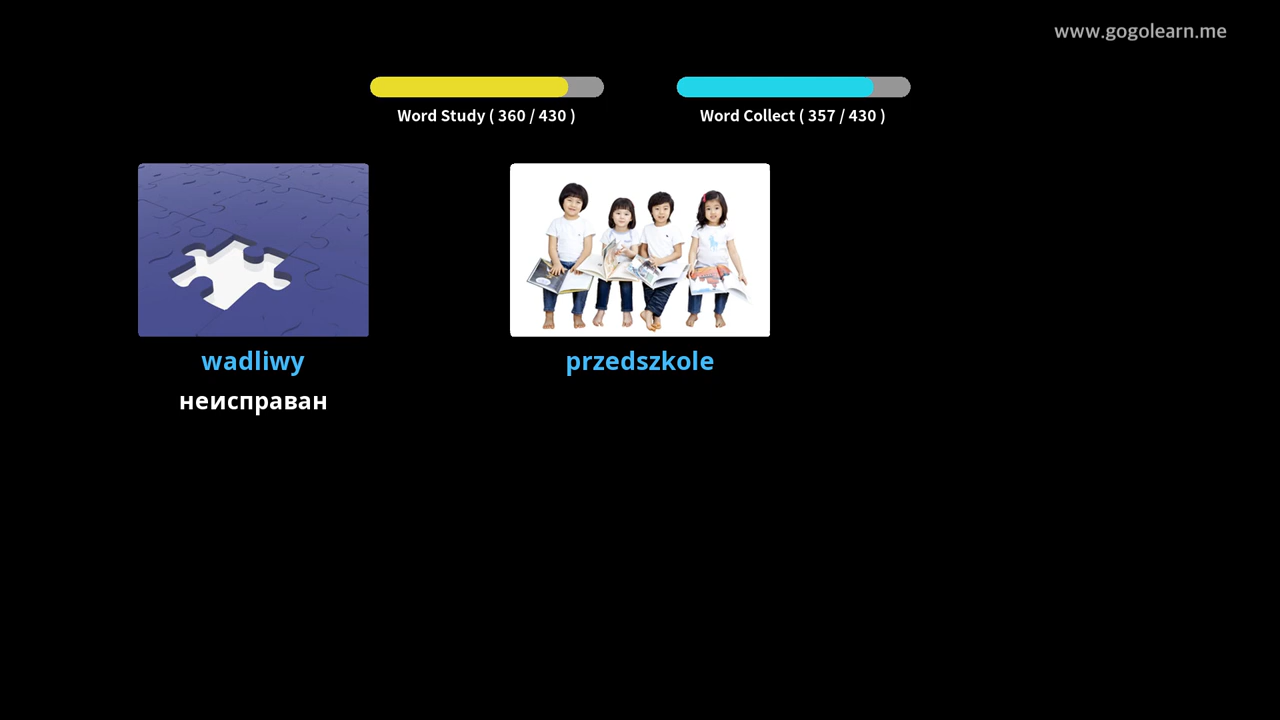 www.gogolearn.me
Word Study ( 360 / 430 )
Word Collect ( 357 / 430 )
wadliwy
неисправан
przedszkole